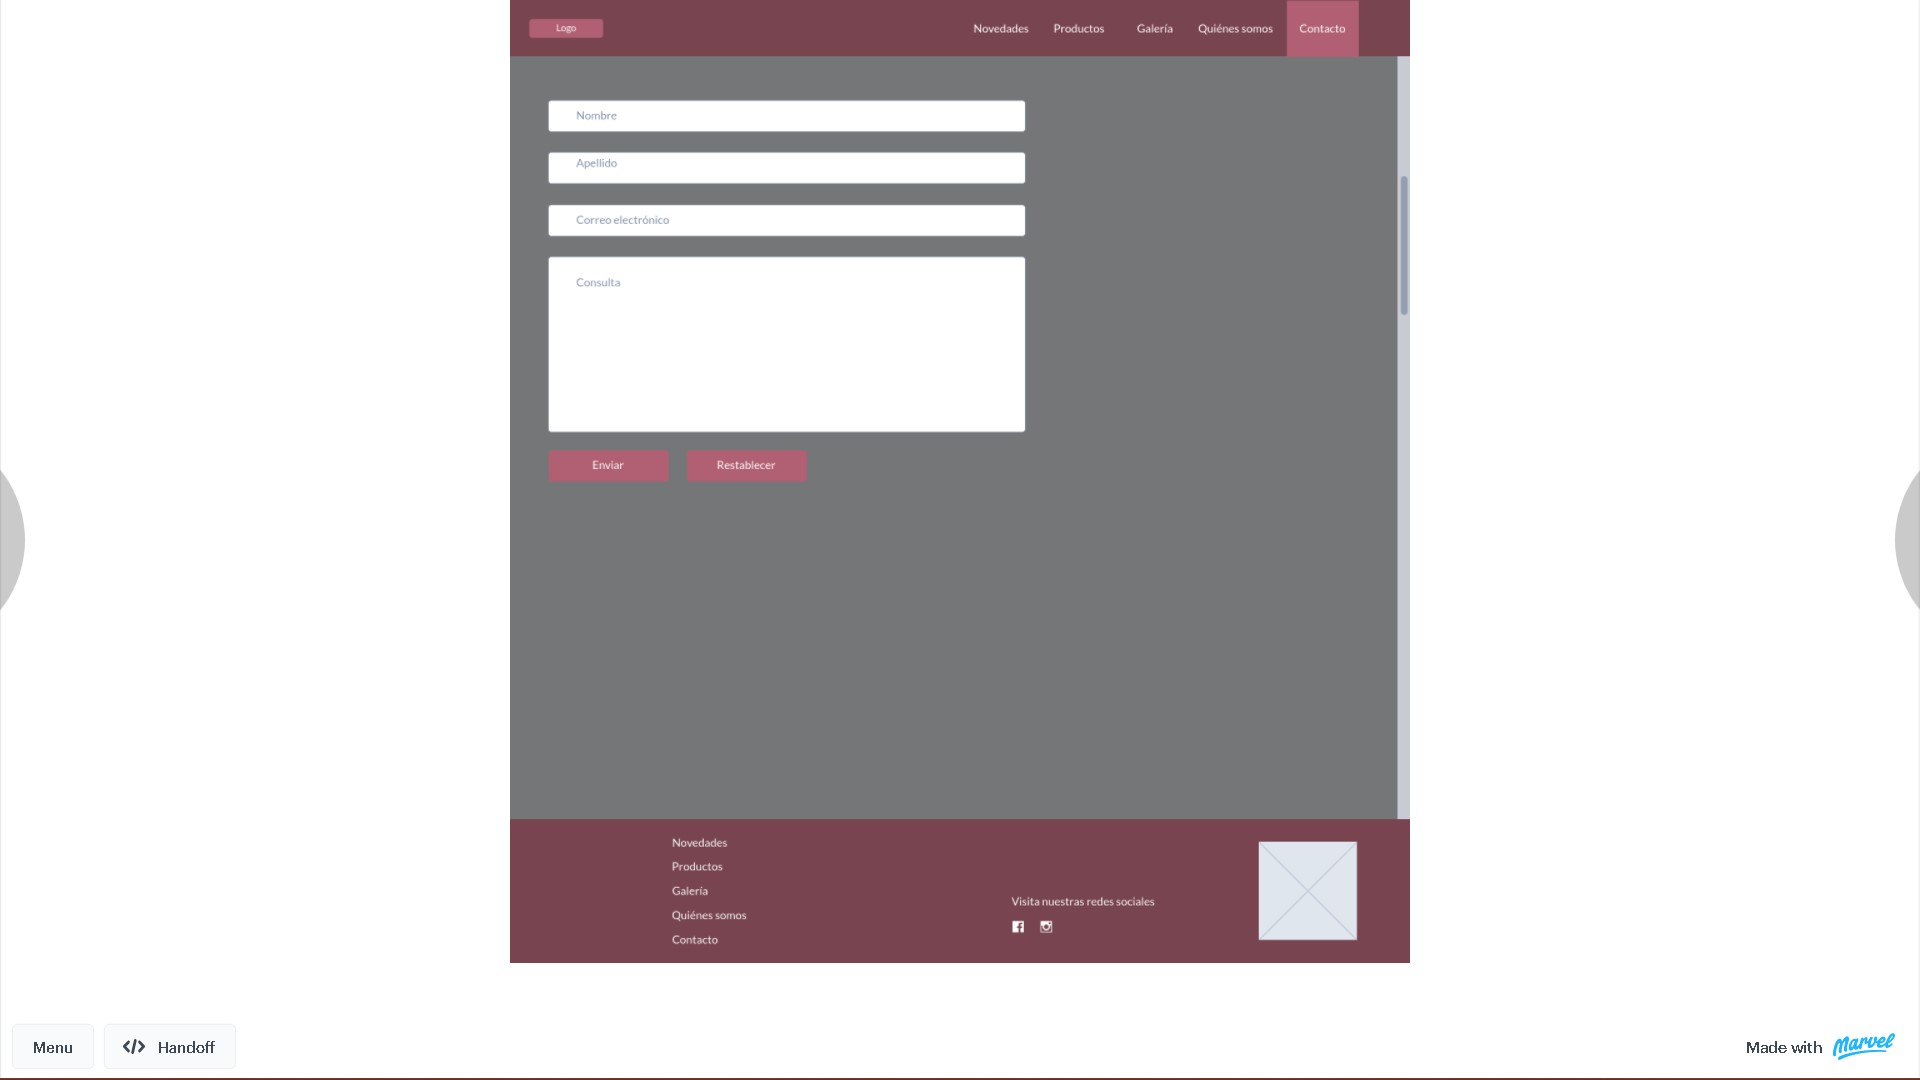 Logo
Novedades Productos Galería Quiénes somos Contacto
Nombre
Apellido
Correo electrónico
Consulta
Enviar Restablecer
Novedades
Productos
Galería
Quiénes somos
Contacto
Visita nuestras redes sociales
Menu
</> Handoff
Made with Marvel